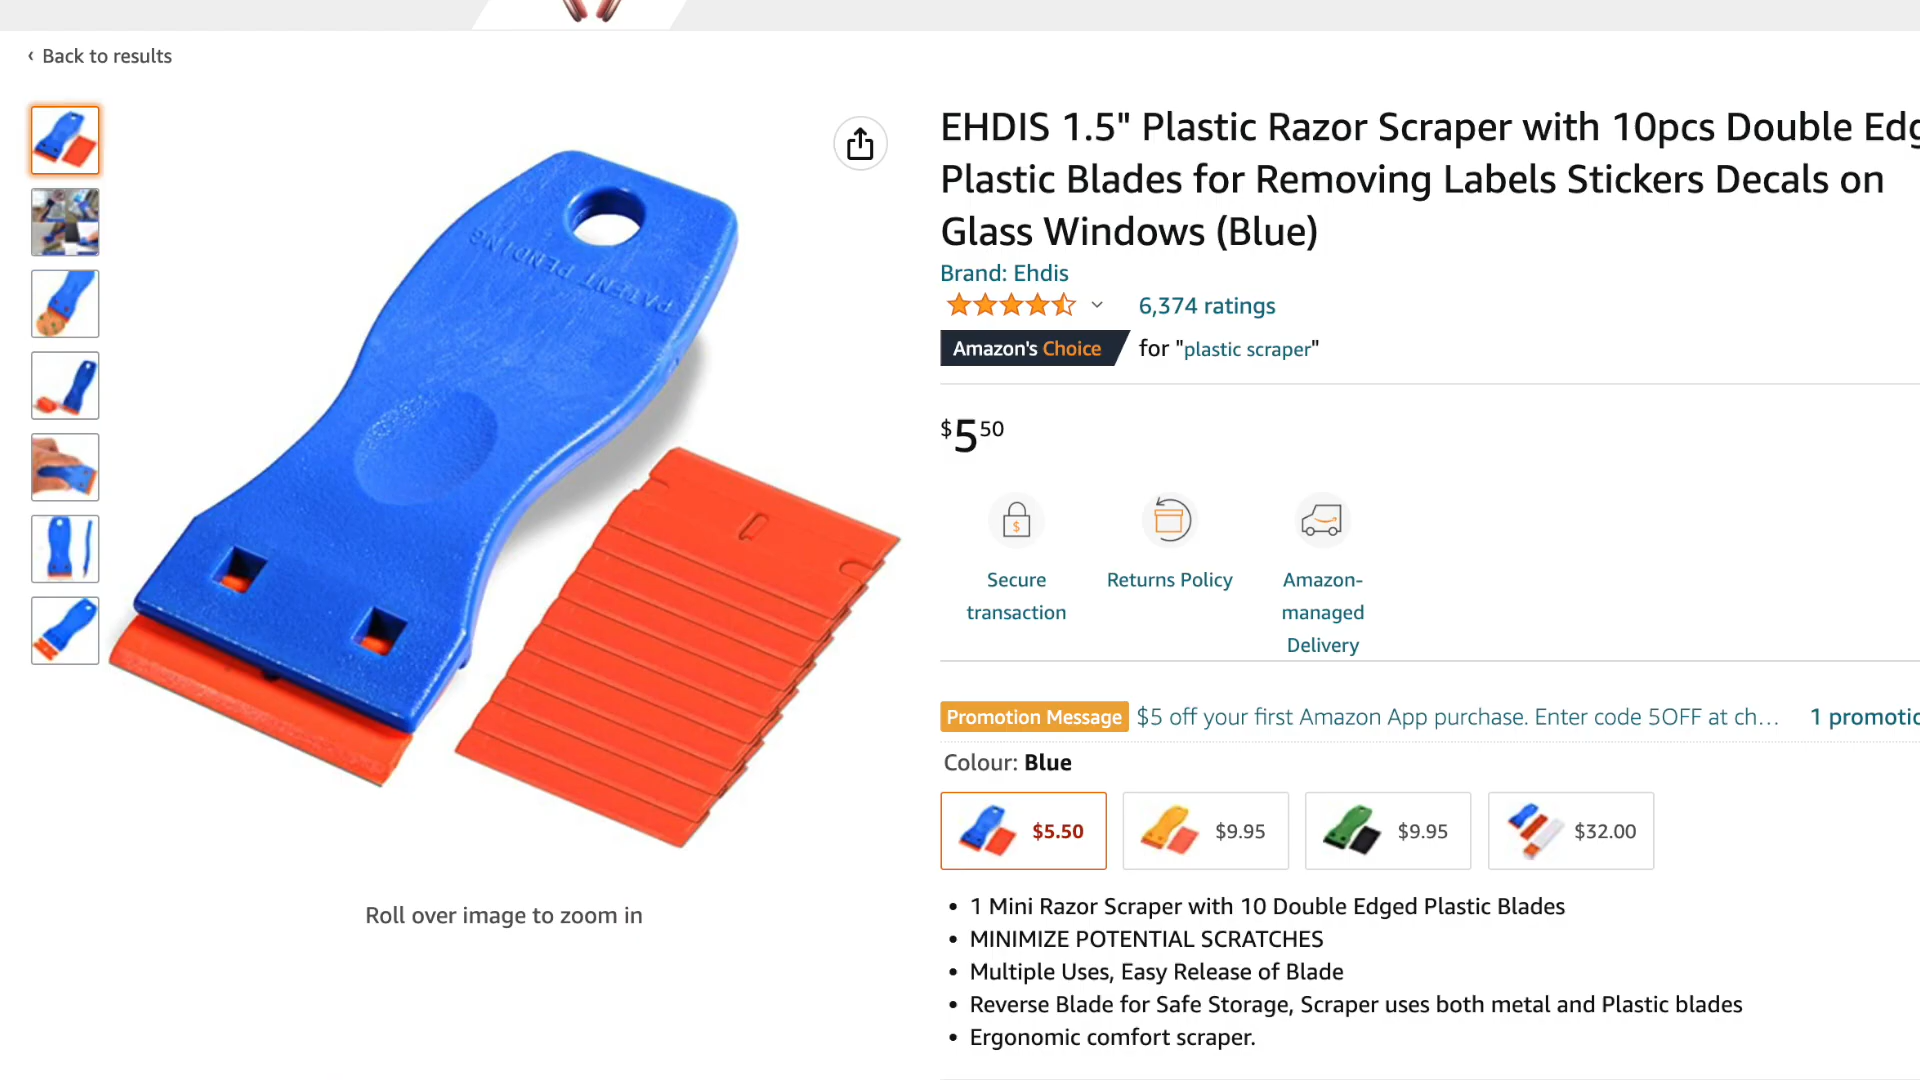 ‹ Back to results
PATENT PENDING
EHDIS 1.5" Plastic Razor Scraper with 10pcs Double Edg
Plastic Blades for Removing Labels Stickers Decals on
Glass Windows (Blue)
Brand: Ehdis
6,374 ratings
Amazon's Choice for "plastic scraper"
$5 50
Secure transaction
Returns Policy
Amazon-managed Delivery
Promotion Message $5 off your first Amazon App purchase. Enter code 5OFF at ch… 1 promotio
Colour: Blue
$5.50 $9.95 $9.95 $32.00
• 1 Mini Razor Scraper with 10 Double Edged Plastic Blades
• MINIMIZE POTENTIAL SCRATCHES
• Multiple Uses, Easy Release of Blade
• Reverse Blade for Safe Storage, Scraper uses both metal and Plastic blades
• Ergonomic comfort scraper.
Roll over image to zoom in